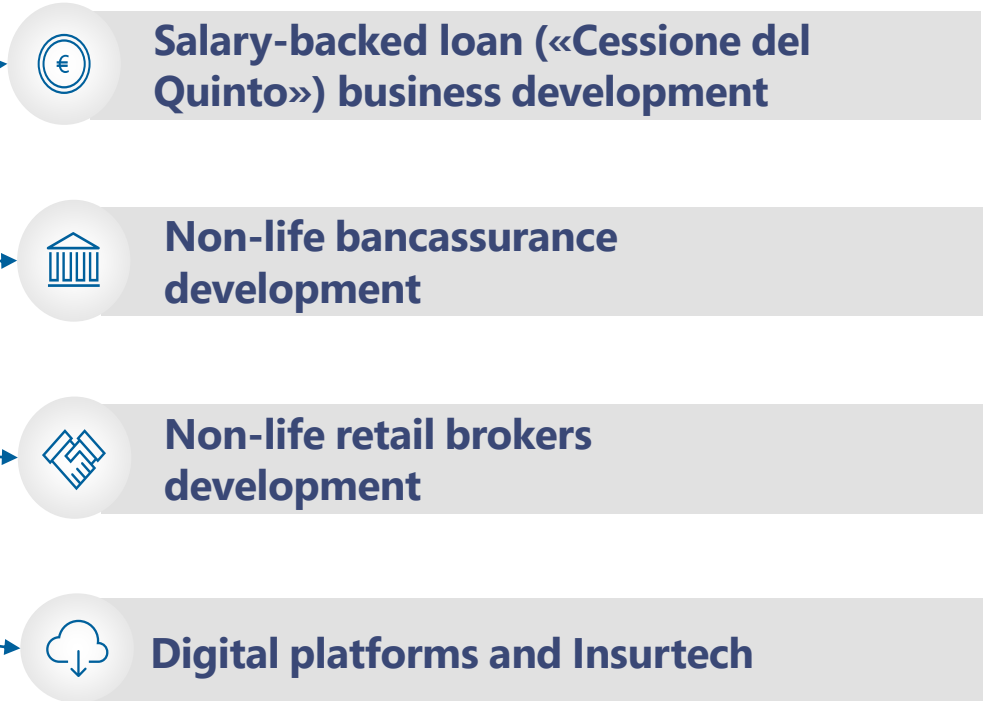 €
Salary-backed loan («Cessione del
Quinto») business development
Non-life bancassurance
development
Non-life retail brokers
development
Digital platforms and Insurtech